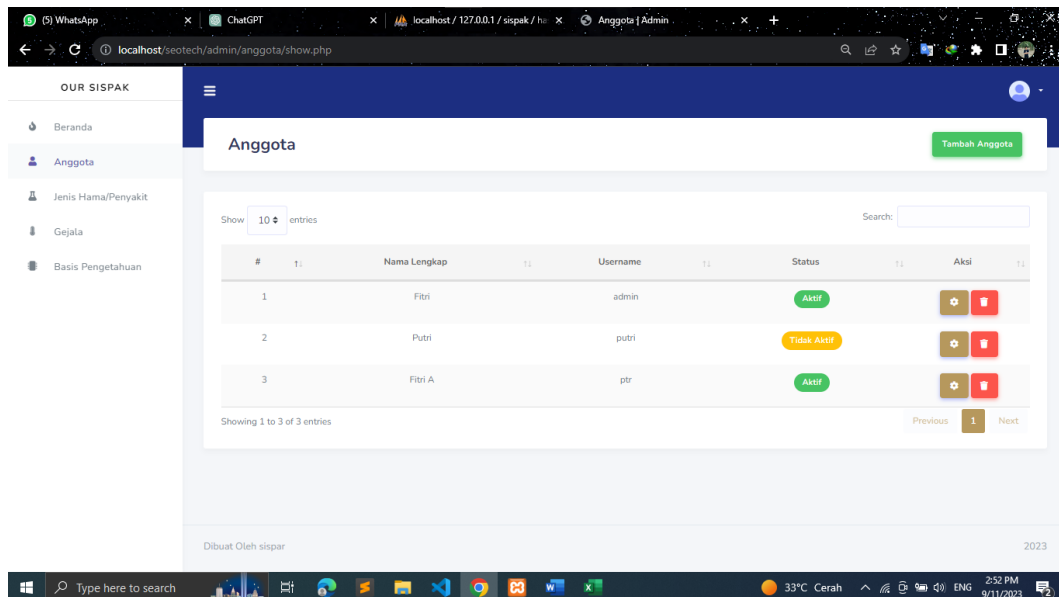 (5) WhatsApp
ChatGPT
localhost / 127.0.0.1 / sispak / ha
Anggota | Admin
localhost/seotech/admin/anggota/show.php
OUR SISPAK
Beranda
Anggota
Jenis Hama/Penyakit
Gejala
Basis Pengetahuan
Anggota
Tambah Anggota
Show 10 entries
Search:
# Nama Lengkap Username Status Aksi
1 Fitri admin Aktif
2 Putri putri Tidak Aktif
3 Fitri A ptr Aktif
Showing 1 to 3 of 3 entries
Previous 1 Next
Dibuat Oleh sispar
2023
Type here to search
33°C Cerah
ENG
2:52 PM
9/11/2023
2